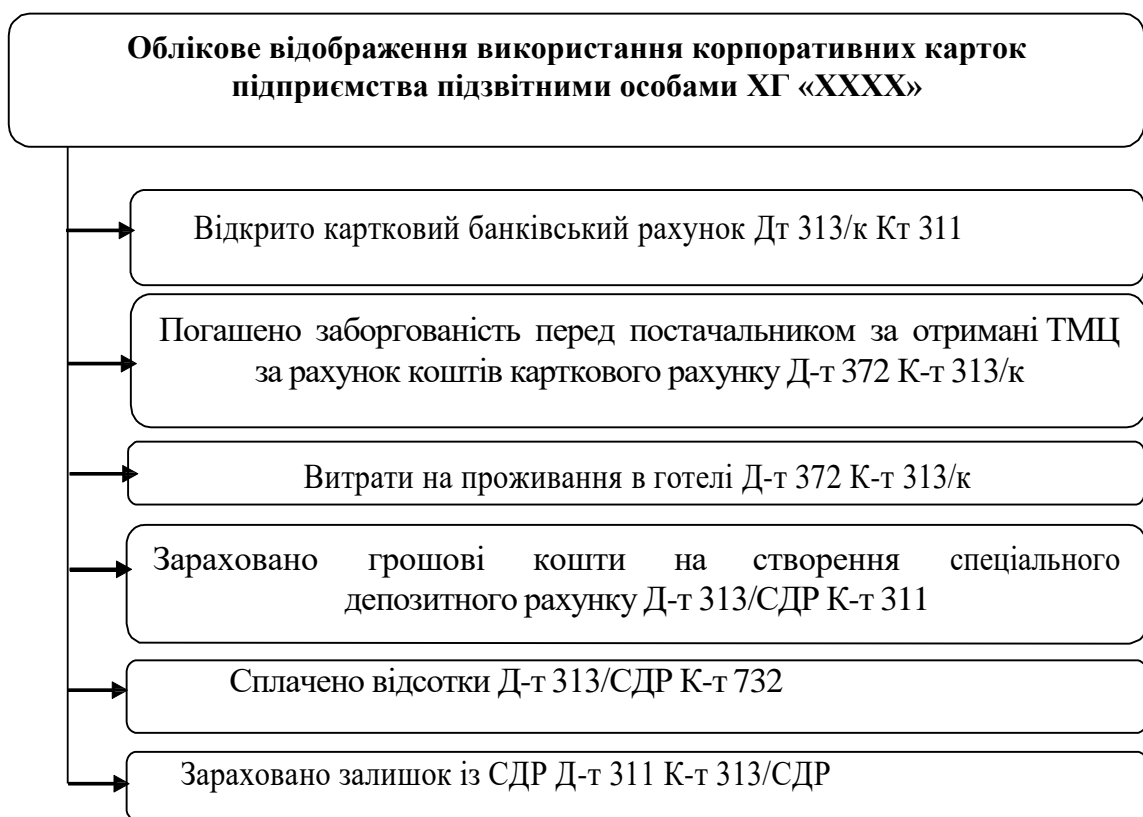 Облікове відображення використання корпоративних карток
підприємства підзвітними особами ХГ «ХХХХ»
Відкрито картковий банківський рахунок Дт 313/к Кт 311
Погашено заборгованість перед постачальником за отримані ТМЦ
за рахунок коштів карткового рахунку Д-т 372 К-т 313/к
Витрати на проживання в готелі Д-т 372 К-т 313/к
Зараховано грошові кошти на створення спеціального
депозитного рахунку Д-т 313/СДР К-т 311
Сплачено відсотки Д-т 313/СДР К-т 732
Зараховано залишок із СДР Д-т 311 К-т 313/СДР